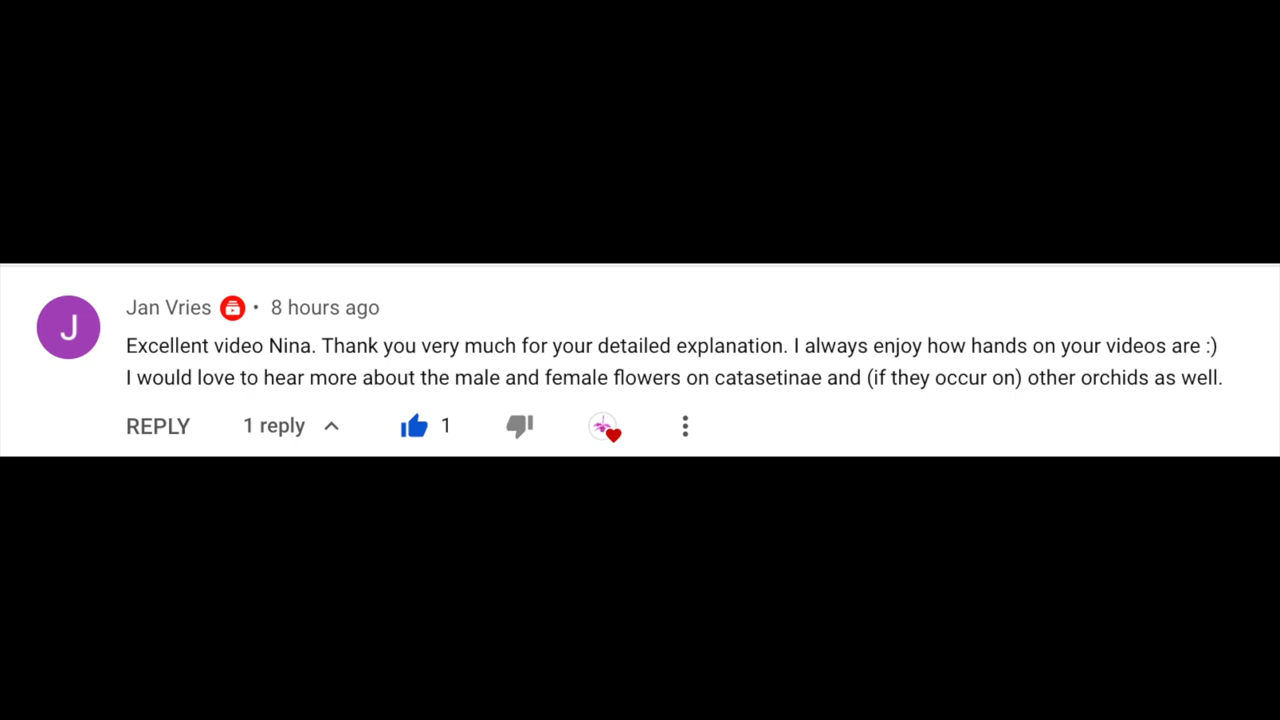 J
Jan Vries • 8 hours ago
Excellent video Nina. Thank you very much for your detailed explanation. I always enjoy how hands on your videos are :)
I would love to hear more about the male and female flowers on catasetinae and (if they occur on) other orchids as well.
REPLY 1 reply 1